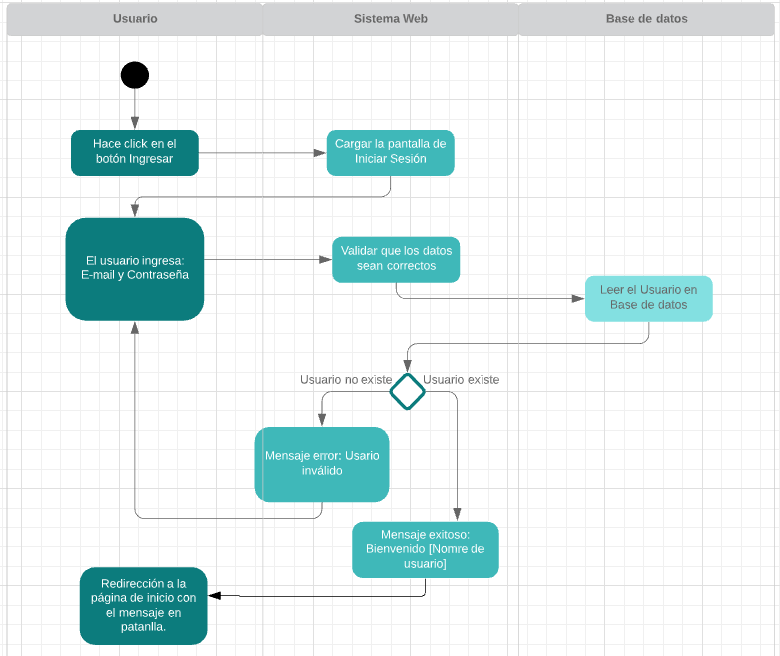 Usuario
Sistema Web
Base de datos
Hace click en el
botón Ingresar
Cargar la pantalla de
Iniciar Sesión
El usuario ingresa:
E-mail y Contraseña
Validar que los datos
sean correctos
Leer el Usuario en
Base de datos
Usuario no existe
Usuario existe
Mensaje error: Usario
inválido
Mensaje exitoso:
Bienvenido [Nomre de
usuario]
Redirección a la
página de inicio con
el mensaje en
patanlla.